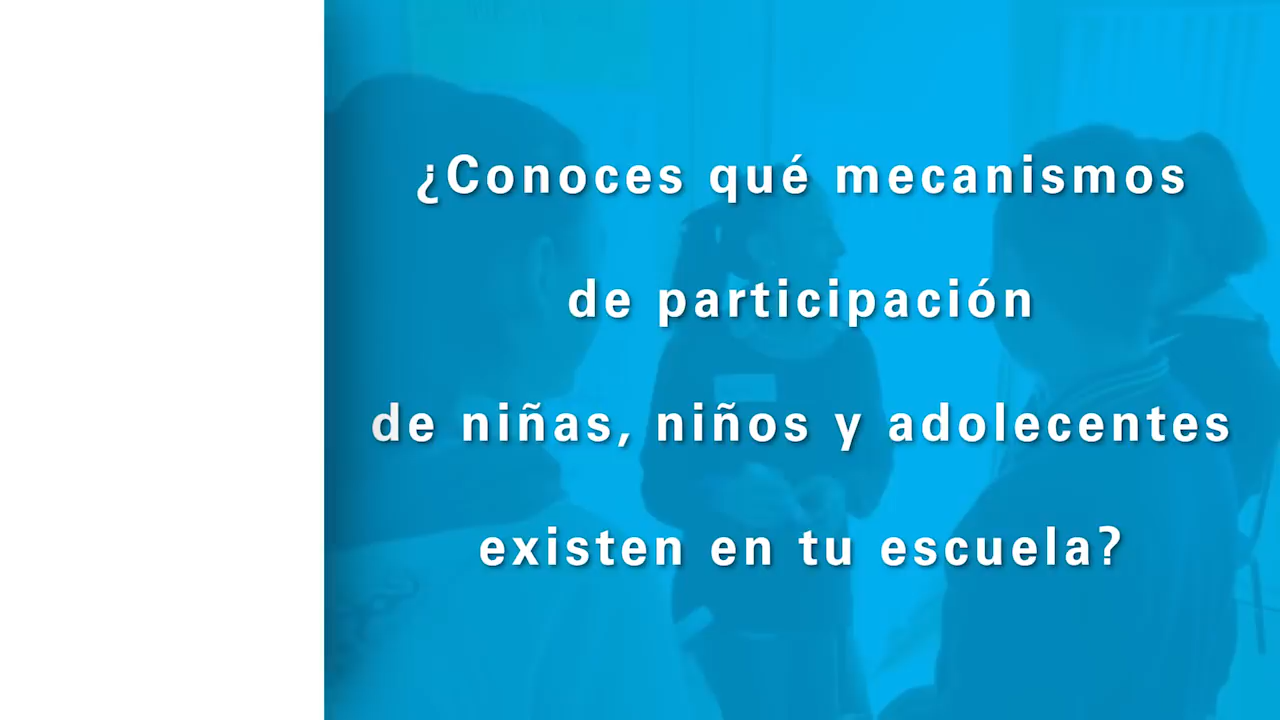 ¿Conoces qué mecanismos
de participación
de niñas, niños y adolecentes
existen en tu escuela?